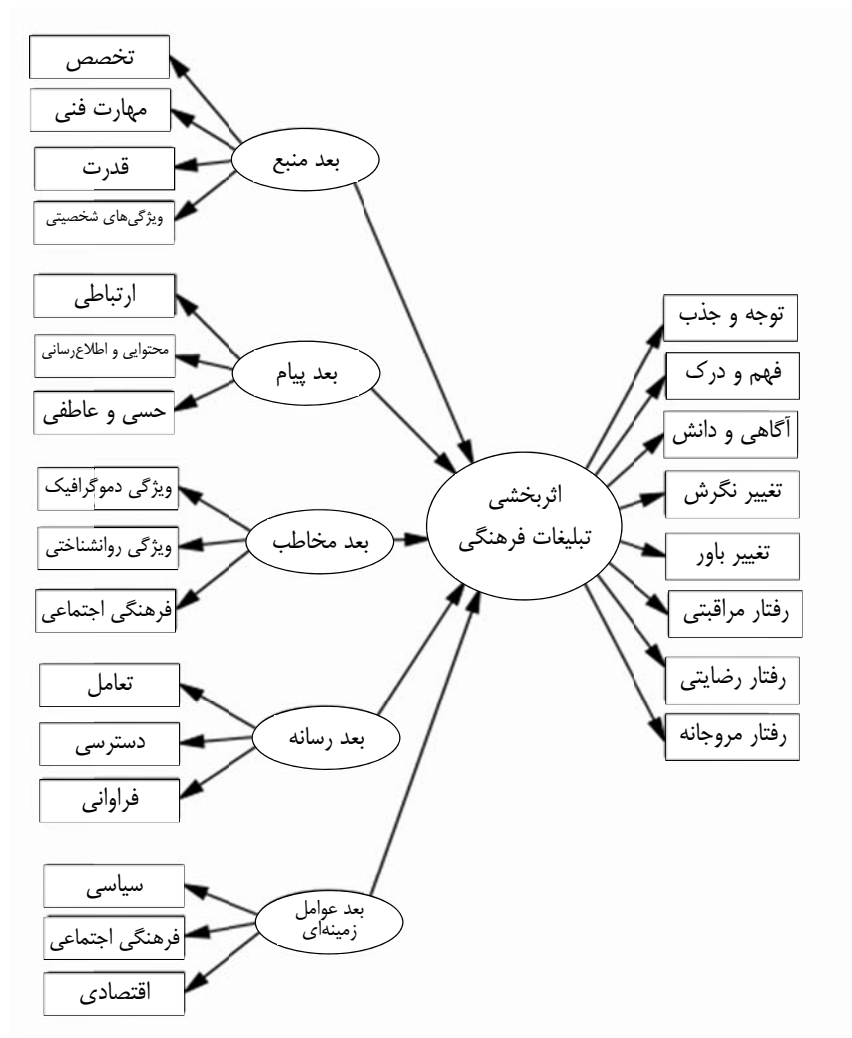 تخصص
مهارت فنی
قدرت
ویژگی‌های شخصیتی
بعد منبع
ارتباطی
محتوایی و اطلاع‌رسانی
حسی و عاطفی
بعد پیام
ویژگی دموگرافیک
ویژگی روانشناختی
فرهنگی اجتماعی
بعد مخاطب
تعامل
دسترسی
فراوانی
بعد رسانه
سیاسی
فرهنگی اجتماعی
اقتصادی
بعد عوامل
زمینه‌ای
اثربخشی
تبلیغات فرهنگی
توجه و جذب
فهم و درک
آگاهی و دانش
تغییر نگرش
تغییر باور
رفتار مراقبتی
رفتار رضایتی
رفتار مروجانه